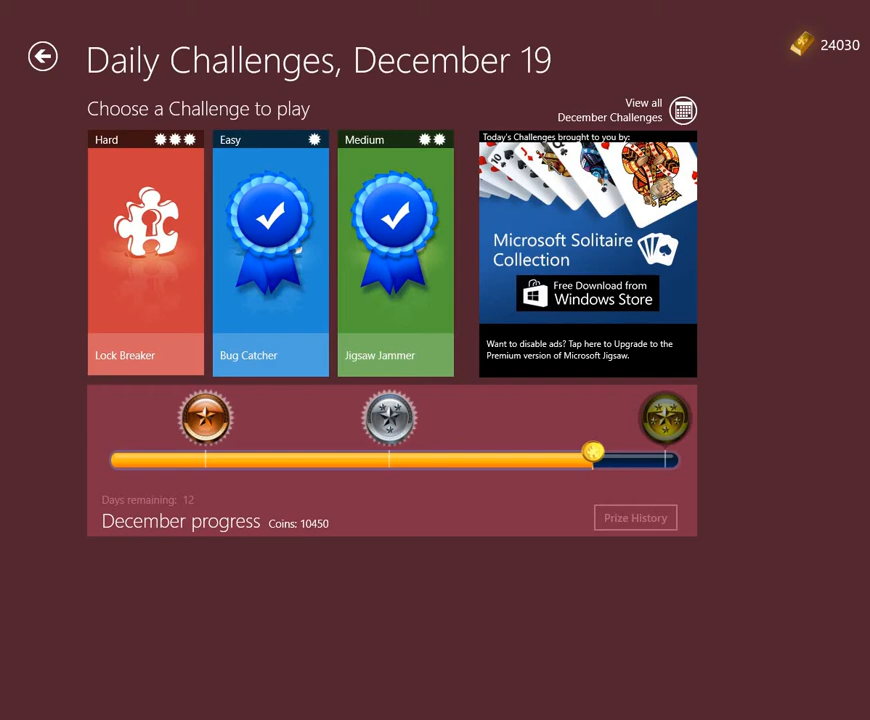 Daily Challenges, December 19
24030
Choose a Challenge to play
View all
December Challenges
Hard
Easy
Medium
Lock Breaker
Bug Catcher
Jigsaw Jammer
Today's Challenges brought to you by:
10
J
Microsoft Solitaire
Collection
Free Download from
Windows Store
Want to disable ads? Tap here to Upgrade to the
Premium version of Microsoft Jigsaw.
Days remaining: 12
December progress Coins: 10450
Prize History